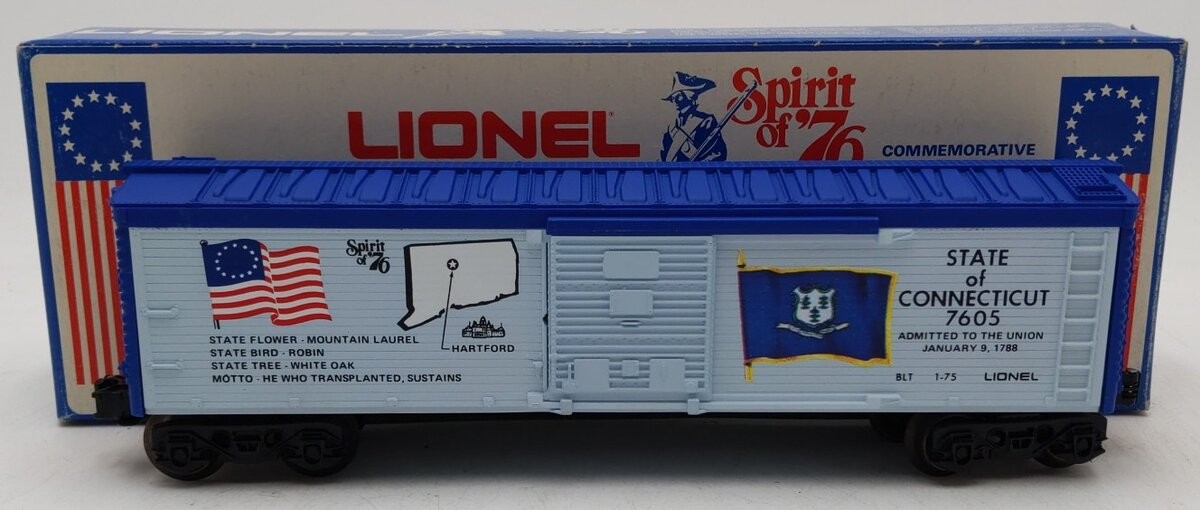 LIONEL
Spirit
of '76
COMMEMORATIVE
Spirit
of '76
STATE FLOWER - MOUNTAIN LAUREL
STATE BIRD - ROBIN
STATE TREE - WHITE OAK
MOTTO - HE WHO TRANSPLANTED, SUSTAINS
HARTFORD
STATE
of
CONNECTICUT
7605
ADMITTED TO THE UNION
JANUARY 9, 1788
BLT 1-75 LIONEL